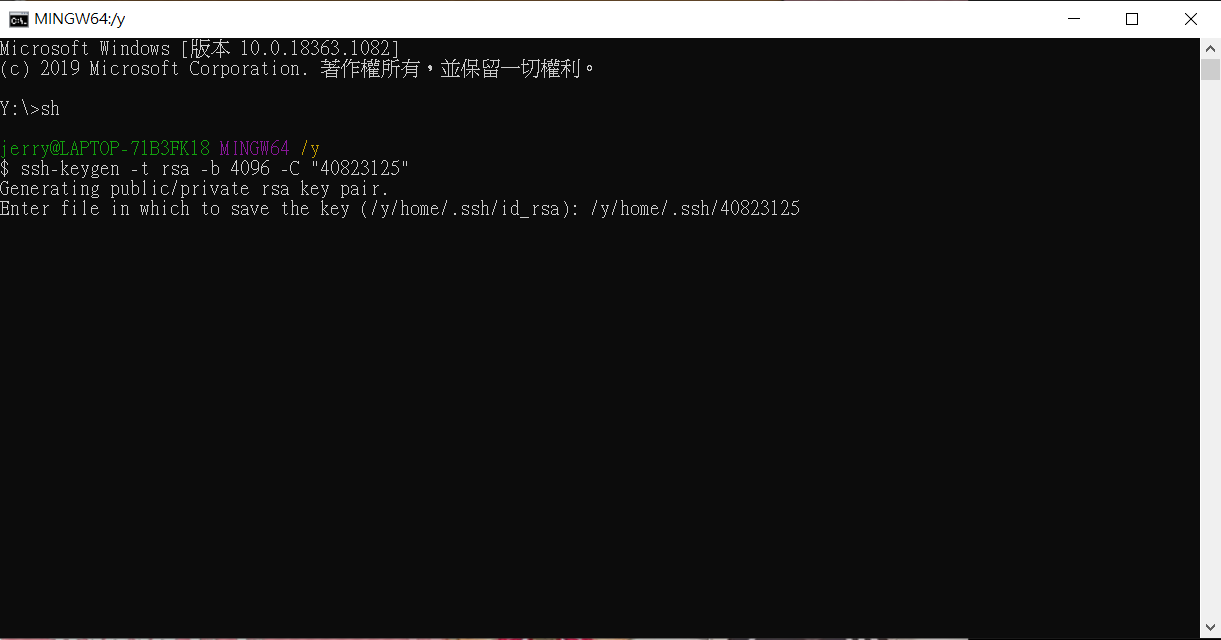 MINGW64:/y
Microsoft Windows [版本 10.0.18363.1082]
(c) 2019 Microsoft Corporation. 著作權所有，並保留一切權利。
Y:\>sh
jerry@LAPTOP-71B3FK18 MINGW64 /y
$ ssh-keygen -t rsa -b 4096 -C "40823125"
Generating public/private rsa key pair.
Enter file in which to save the key (/y/home/.ssh/id_rsa): /y/home/.ssh/40823125